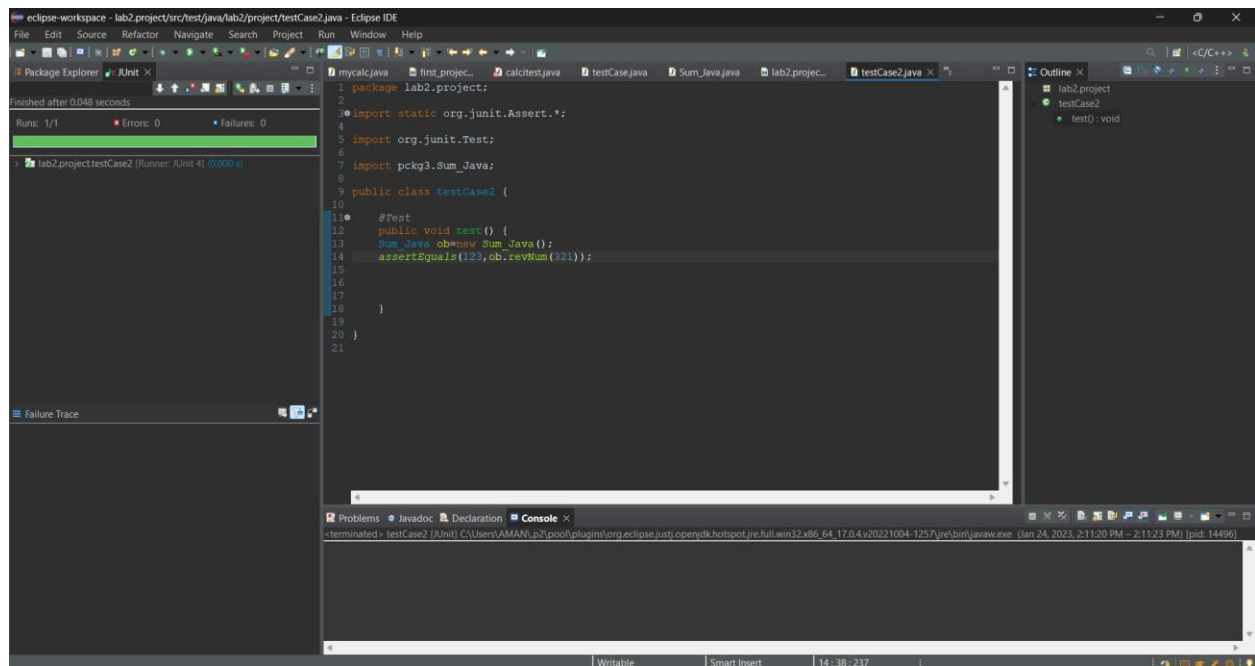 eclipse-workspace - lab2.project/src/test/java/lab2/project/testCase2.java - Eclipse IDE
File Edit Source Refactor Navigate Search Project Run Window Help
<C/C++>
Package Explorer JUnit
Finished after 0.048 seconds
Runs: 1/1 Errors: 0 Failures: 0
lab2.project.testCase2 [Runner: JUnit 4] (0.000 s)
Failure Trace
mycalc.java first_projec... calcitest.java testCase.java Sum_Java.java lab2.projec... testCase2.java
1 package lab2.project;
2
3 import static org.junit.Assert.*;
4
5 import org.junit.Test;
6
7 import pckg3.Sum_Java;
8
9 public class testCase2 {
10
11 @Test
12 public void test() {
13 Sum_Java ob=new Sum_Java();
14 assertEquals(123,ob.revNum(321));
15
16
17
18 }
19
20 }
21
Outline
lab2.project
testCase2
test() : void
Problems Javadoc Declaration Console
<terminated> testCase2 [JUnit] C:\Users\AMAN\.p2\pool\plugins\org.eclipse.justj.openjdk.hotspot.jre.full.win32.x86_64_17.0.4.v20221004-1257\jre\bin\javaw.exe (Jan 24, 2023, 2:11:20 PM – 2:11:23 PM) [pid: 14496]
Writable Smart Insert 14 : 38 : 237